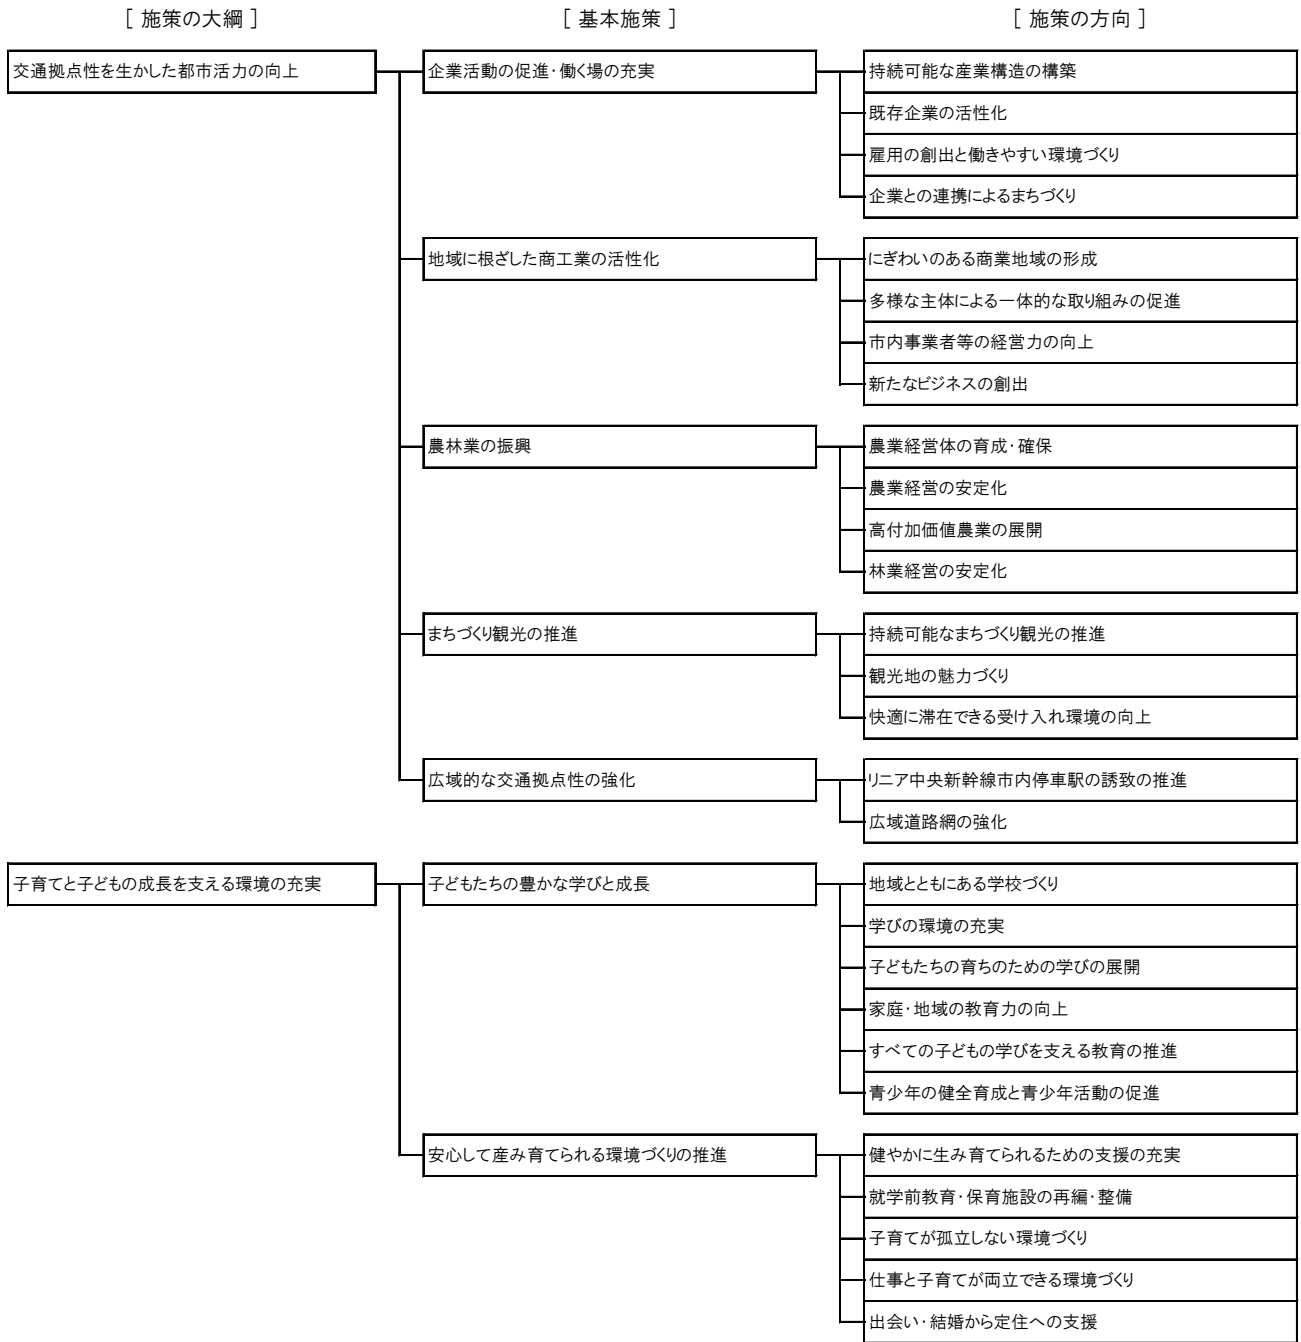 [ 施策の大綱 ]
[ 基本施策 ]
[ 施策の方向 ]
交通拠点性を生かした都市活力の向上
企業活動の促進・働く場の充実
持続可能な産業構造の構築
既存企業の活性化
雇用の創出と働きやすい環境づくり
企業との連携によるまちづくり
地域に根ざした商工業の活性化
にぎわいのある商業地域の形成
多様な主体による一体的な取り組みの促進
市内事業者等の経営力の向上
新たなビジネスの創出
農林業の振興
農業経営体の育成・確保
農業経営の安定化
高付加価値農業の展開
林業経営の安定化
まちづくり観光の推進
持続可能なまちづくり観光の推進
観光地の魅力づくり
快適に滞在できる受け入れ環境の向上
広域的な交通拠点性の強化
リニア中央新幹線市内停車駅の誘致の推進
広域道路網の強化
子育てと子どもの成長を支える環境の充実
子どもたちの豊かな学びと成長
地域とともにある学校づくり
学びの環境の充実
子どもたちの育ちのための学びの展開
家庭・地域の教育力の向上
すべての子どもの学びを支える教育の推進
青少年の健全育成と青少年活動の促進
安心して産み育てられる環境づくりの推進
健やかに生み育てられるための支援の充実
就学前教育・保育施設の再編・整備
子育てが孤立しない環境づくり
仕事と子育てが両立できる環境づくり
出会い・結婚から定住への支援